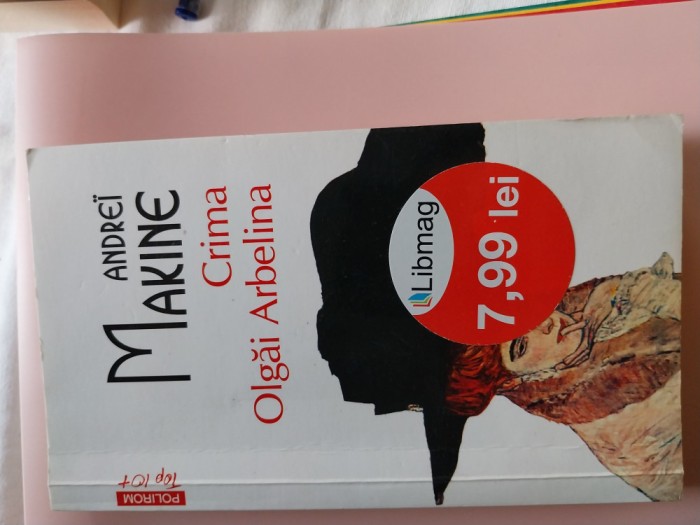 ANDREÏ
MAKINE
Crima
Olgăi Arbelina
Libmag
7,99 lei
POLIROM
Top 10+